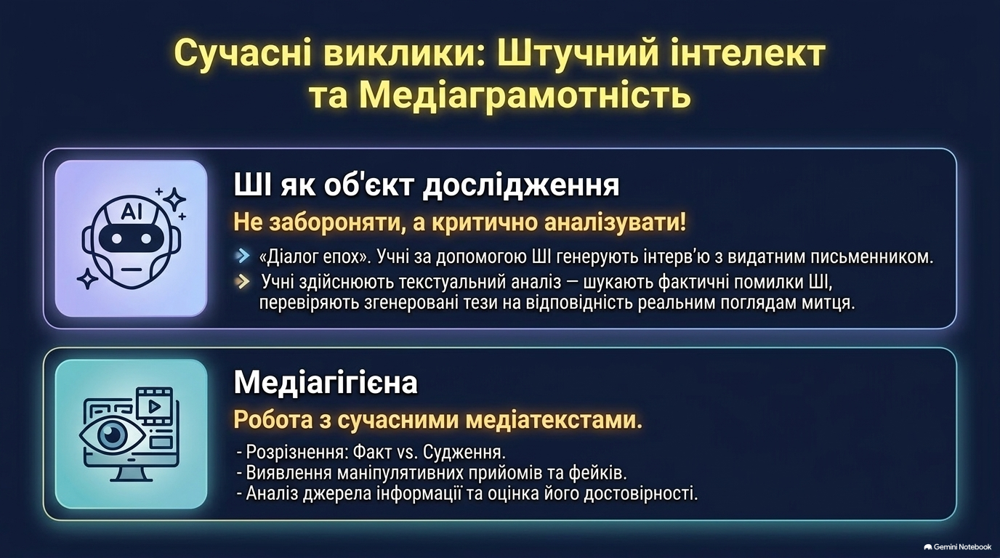 Сучасні виклики: Штучний інтелект
та Медіаграмотність
AI
ШІ як об'єкт дослідження
Не забороняти, а критично аналізувати!
«Діалог епох». Учні за допомогою ШІ генерують інтерв’ю з видатним письменником.
Учні здійснюють текстуальний аналіз — шукають фактичні помилки ШІ,
перевіряють згенеровані тези на відповідність реальним поглядам митця.
Медіагігієна
Робота з сучасними медіатекстами.
- Розрізнення: Факт vs. Судження.
- Виявлення маніпулятивних прийомів та фейків.
- Аналіз джерела інформації та оцінка його достовірності.
Gemini Notebook